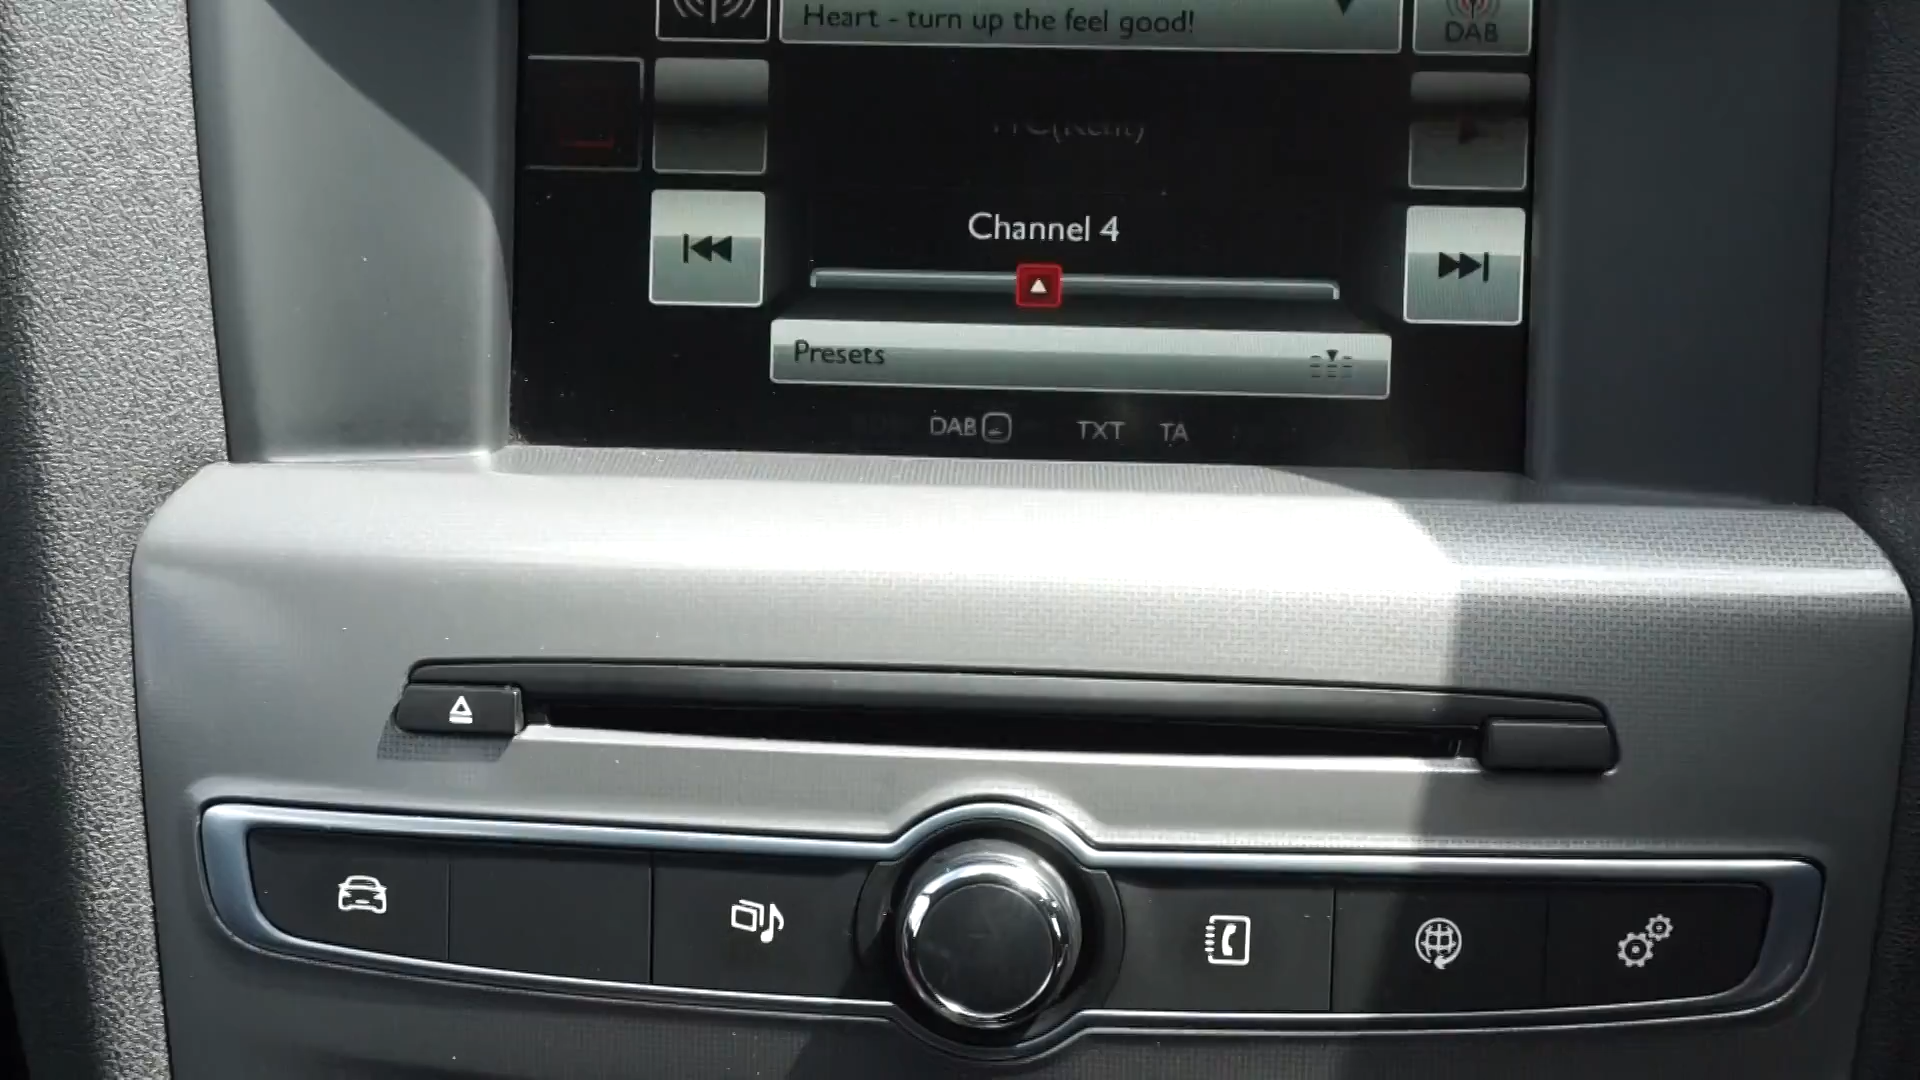 Heart - turn up the feel good!
DAB
Channel 4
Presets
DAB
TXT
TA